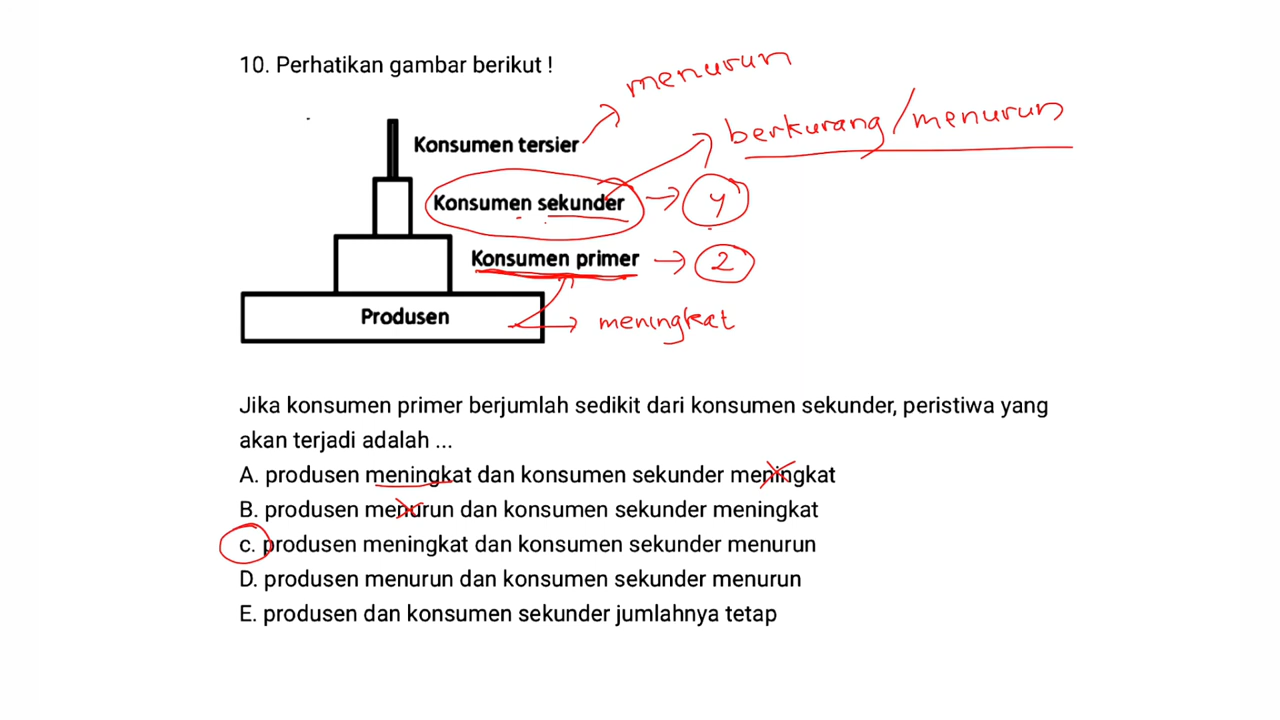 10. Perhatikan gambar berikut !
menurun
Konsumen tersier
berkurang/menurun
Konsumen sekunder
4
Konsumen primer
2
Produsen
meningkat
Jika konsumen primer berjumlah sedikit dari konsumen sekunder, peristiwa yang
akan terjadi adalah ...
A. produsen meningkat dan konsumen sekunder meningkat
B. produsen menurun dan konsumen sekunder meningkat
c. produsen meningkat dan konsumen sekunder menurun
D. produsen menurun dan konsumen sekunder menurun
E. produsen dan konsumen sekunder jumlahnya tetap